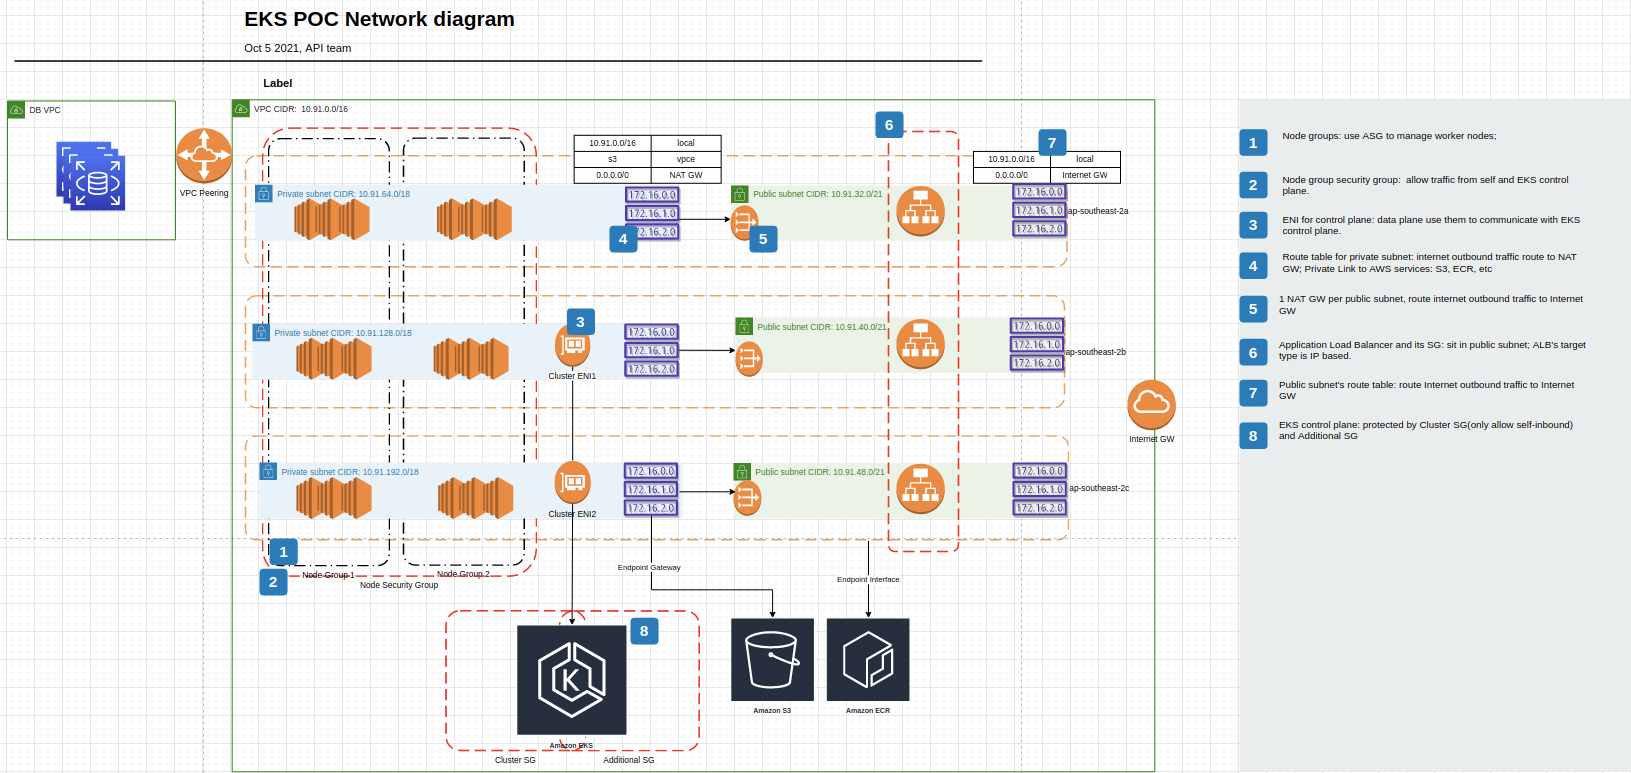 EKS POC Network diagram
Oct 5 2021, API team
Label
DB VPC
VPC Peering
VPC CIDR: 10.91.0.0/16
10.91.0.0/16 local
s3 vpce
0.0.0.0/0 NAT GW
6
7
10.91.0.0/16 local
0.0.0.0/0 Internet GW
Private subnet CIDR: 10.91.64.0/18
172.16.0.0
172.16.1.0
172.16.2.0
4
Public subnet CIDR: 10.91.32.0/21
5
172.16.0.0
172.16.1.0
172.16.2.0
ap-southeast-2a
Private subnet CIDR: 10.91.128.0/18
3
Cluster ENI1
172.16.0.0
172.16.1.0
172.16.2.0
Public subnet CIDR: 10.91.40.0/21
172.16.0.0
172.16.1.0
172.16.2.0
ap-southeast-2b
Internet GW
Private subnet CIDR: 10.91.192.0/18
Cluster ENI2
172.16.0.0
172.16.1.0
172.16.2.0
Public subnet CIDR: 10.91.48.0/21
172.16.0.0
172.16.1.0
172.16.2.0
ap-southeast-2c
1
2
Node Group 1
Node Group 2
Node Security Group
Endpoint Gateway
Endpoint Interface
8
K
Amazon EKS
Cluster SG
Additional SG
Amazon S3
Amazon ECR
1 Node groups: use ASG to manage worker nodes;
2 Node group security group: allow traffic from self and EKS control
plane.
3 ENI for control plane: data plane use them to communicate with EKS
control plane.
4 Route table for private subnet: internet outbound traffic route to NAT
GW; Private Link to AWS services: S3, ECR, etc
5 1 NAT GW per public subnet, route internet outbound traffic to Internet
GW
6 Application Load Balancer and its SG: sit in public subnet; ALB's target
type is IP based.
7 Public subnet's route table: route Internet outbound traffic to Internet
GW
8 EKS control plane: protected by Cluster SG(only allow self-inbound)
and Additional SG